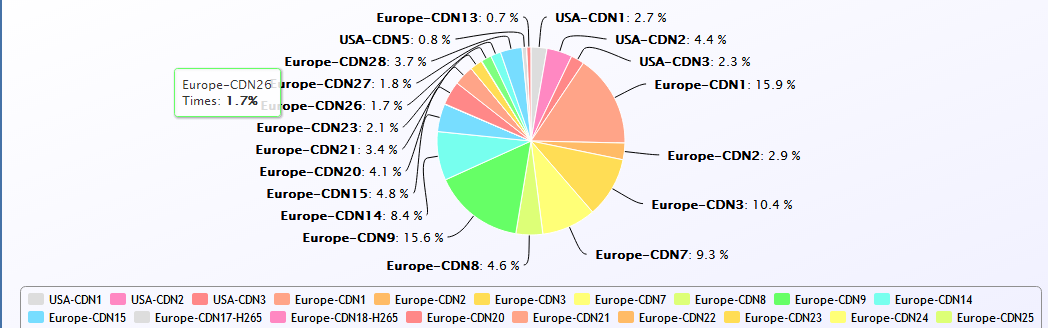 Europe-CDN13: 0.7 %
USA-CDN1: 2.7 %
USA-CDN5: 0.8 %
USA-CDN2: 4.4 %
Europe-CDN28: 3.7 %
USA-CDN3: 2.3 %
Europe-CDN26
Times: 1.7%
Europe-CDN27: 1.8 %
Europe-CDN1: 15.9 %
Europe-CDN26: 1.7 %
Europe-CDN23: 2.1 %
Europe-CDN21: 3.4 %
Europe-CDN2: 2.9 %
Europe-CDN20: 4.1 %
Europe-CDN15: 4.8 %
Europe-CDN3: 10.4 %
Europe-CDN14: 8.4 %
Europe-CDN9: 15.6 %
Europe-CDN7: 9.3 %
Europe-CDN8: 4.6 %
USA-CDN1 USA-CDN2 USA-CDN3 Europe-CDN1 Europe-CDN2 Europe-CDN3 Europe-CDN7 Europe-CDN8 Europe-CDN9 Europe-CDN14
Europe-CDN15 Europe-CDN17-H265 Europe-CDN18-H265 Europe-CDN20 Europe-CDN21 Europe-CDN22 Europe-CDN23 Europe-CDN24 Europe-CDN25